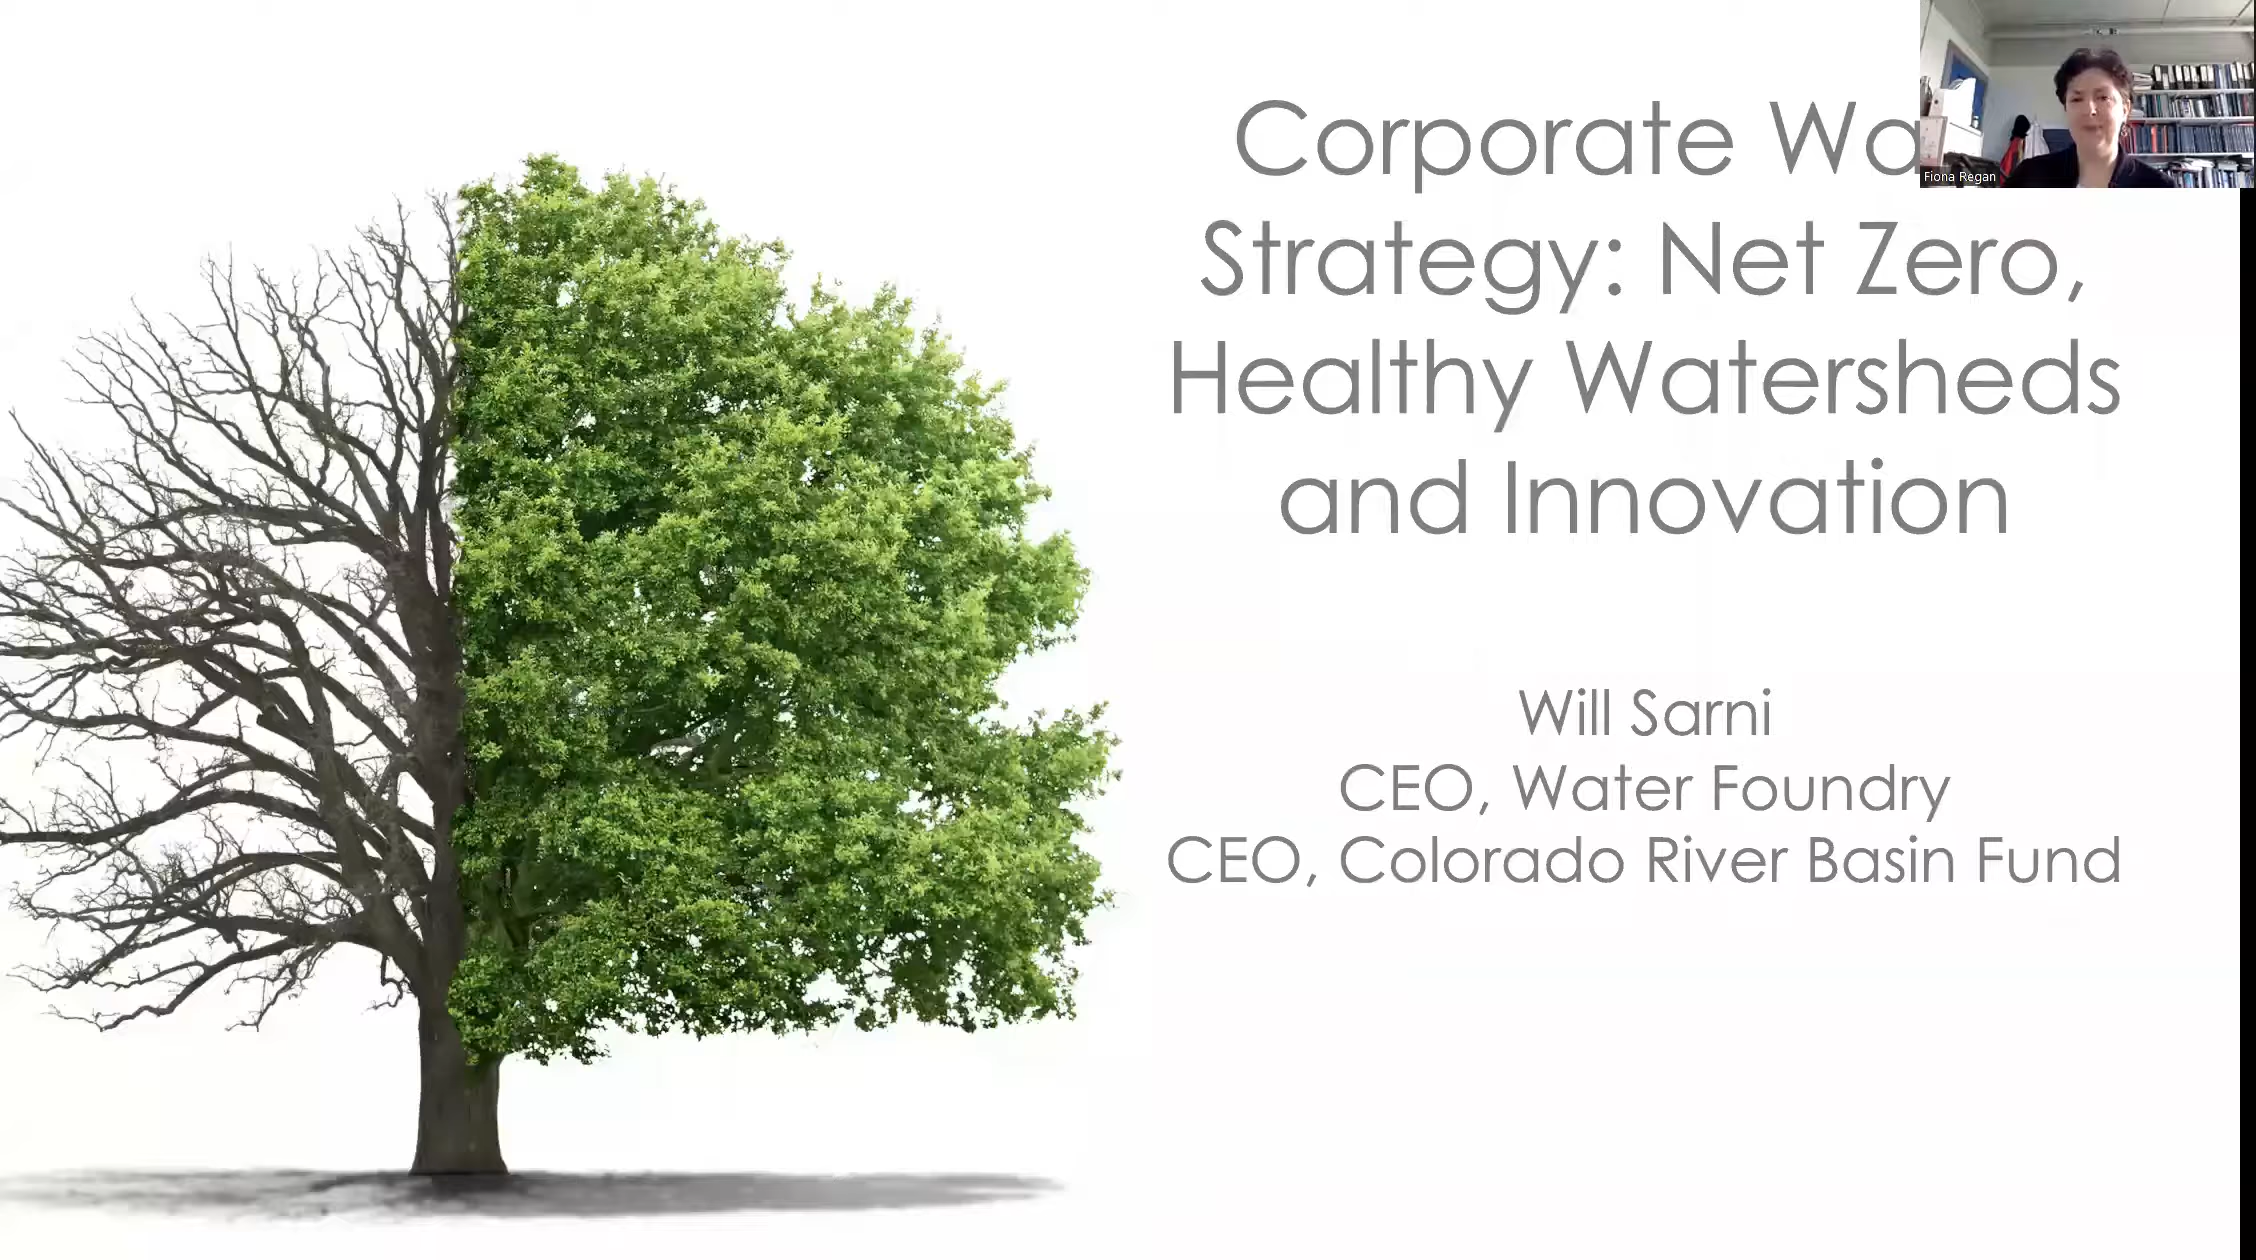 Corporate Wa
Strategy: Net Zero,
Healthy Watersheds
and Innovation
Will Sarni
CEO, Water Foundry
CEO, Colorado River Basin Fund
Fiona Regan